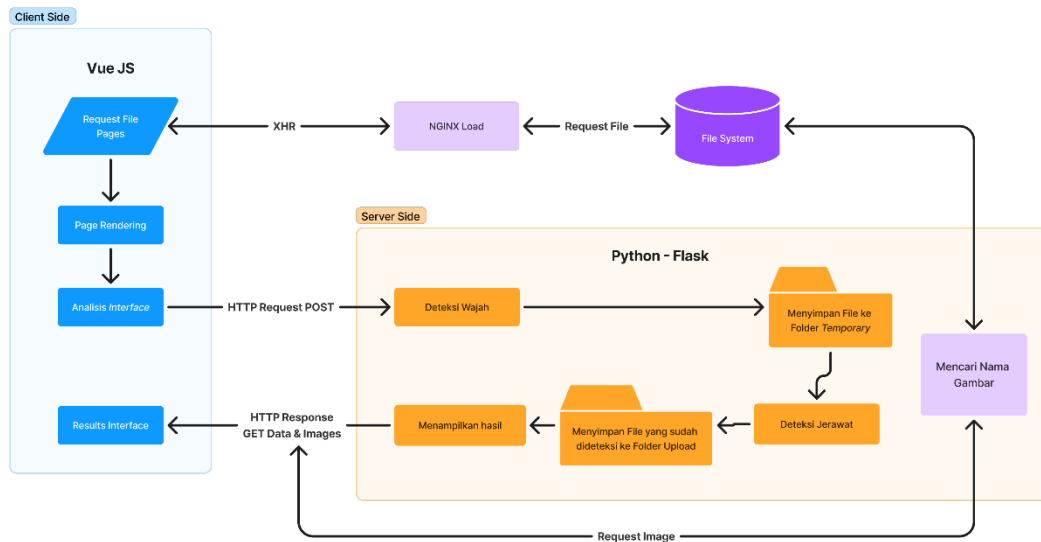 Client Side
Vue JS
Request File
Pages
XHR
NGINX Load
Request File
File System
Page Rendering
Server Side
Python - Flask
Analisis Interface
HTTP Request POST
Deteksi Wajah
Menyimpan File ke
Folder Temporary
Mencari Nama
Gambar
Results Interface
HTTP Response
GET Data & Images
Menampilkan hasil
Menyimpan File yang sudah
dideteksi ke Folder Upload
Deteksi Jerawat
Request Image